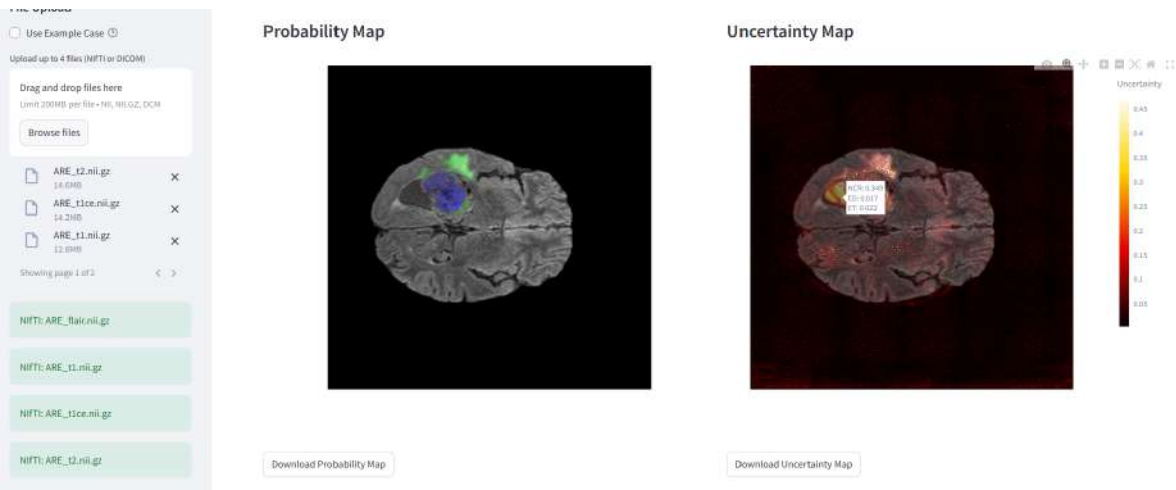 File Upload
Use Example Case
Upload up to 4 files (NIfTI or DICOM)
Drag and drop files here
Limit 200MB per file • NII, NII.GZ, DCM
Browse files
ARE_t2.nii.gz
14.6MB
ARE_t1ce.nii.gz
14.2MB
ARE_t1.nii.gz
12.8MB
Showing page 1 of 2
NIfTI: ARE_flair.nii.gz
NIfTI: ARE_t1.nii.gz
NIfTI: ARE_t1ce.nii.gz
NIfTI: ARE_t2.nii.gz
Probability Map
Download Probability Map
Uncertainty Map
NCR: 0.349
ED: 0.017
ET: 0.022
Uncertainty
0.45
0.4
0.35
0.3
0.25
0.2
0.15
0.1
0.05
Download Uncertainty Map